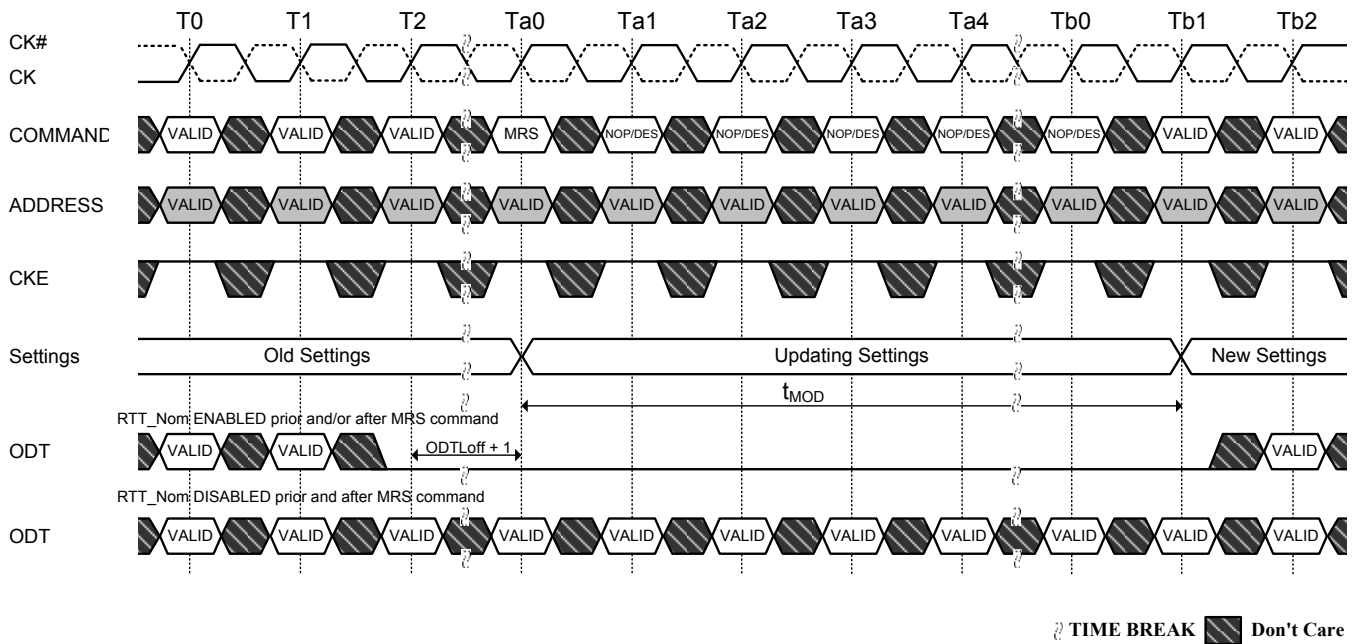 T0 T1 T2 Ta0 Ta1 Ta2 Ta3 Ta4 Tb0 Tb1 Tb2
CK#
CK
COMMAND VALID VALID VALID MRS NOP/DES NOP/DES NOP/DES NOP/DES NOP/DES VALID VALID
ADDRESS VALID VALID VALID VALID VALID VALID VALID VALID VALID VALID VALID
CKE
Settings Old Settings Updating Settings New Settings
tMOD
RTT_Nom ENABLED prior and/or after MRS command
ODT VALID VALID ODTLoff + 1 VALID
RTT_Nom DISABLED prior and after MRS command
ODT VALID VALID VALID VALID VALID VALID VALID VALID VALID VALID VALID
TIME BREAK Don't Care